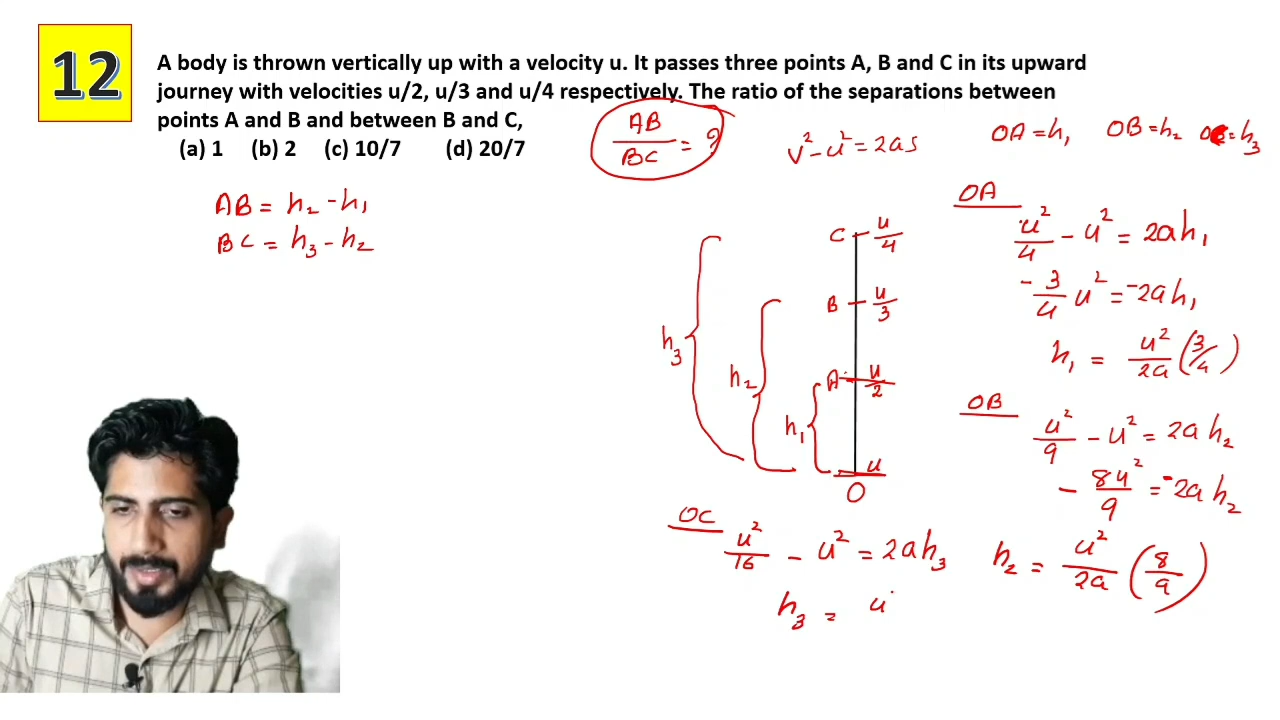 12
A body is thrown vertically up with a velocity u. It passes three points A, B and C in its upward
journey with velocities u/2, u/3 and u/4 respectively. The ratio of the separations between
points A and B and between B and C,
(a) 1 (b) 2 (c) 10/7 (d) 20/7
AB/BC = ?
v² - u² = 2as
OA = h₁ OB = h₂ OC = h₃
AB = h₂ - h₁
BC = h₃ - h₂
C u/4
B u/3
A u/2
u
O
h₃
h₂
h₁
OA
u²/4 - u² = 2ah₁
-3/4 u² = -2ah₁
h₁ = u²/2a (3/4)
OB
u²/9 - u² = 2ah₂
- 8u²/9 = -2ah₂
h₂ = u²/2a (8/9)
OC
u²/16 - u² = 2ah₃
h₃ = u